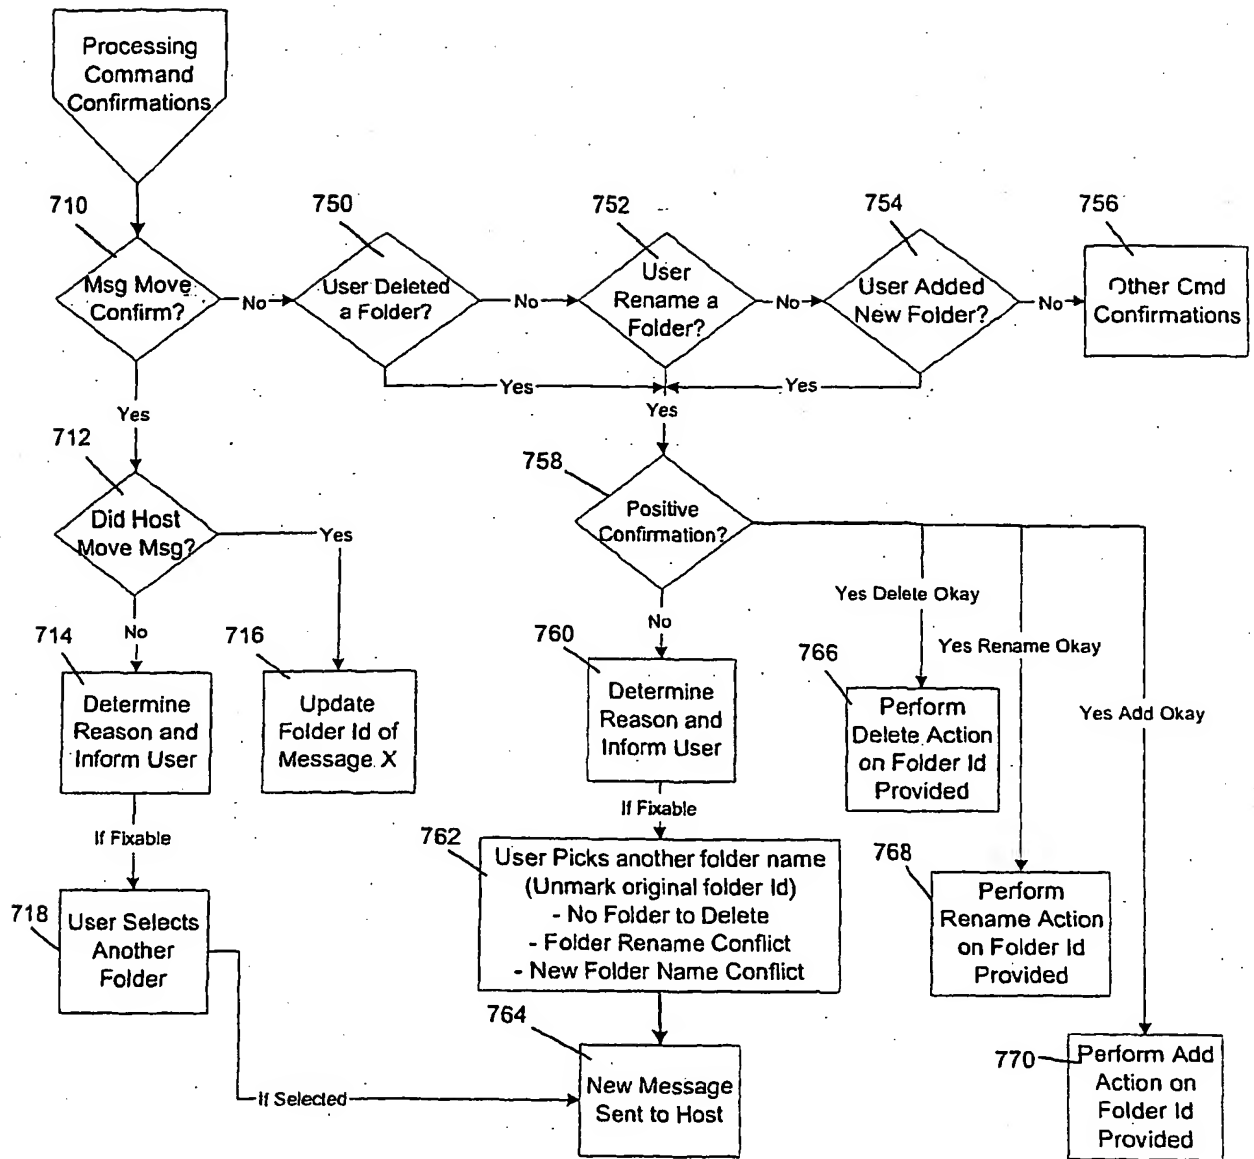 Processing
Command
Confirmations
710
750
752
754
756
Msg Move
Confirm?
No
User Deleted
a Folder?
No
User
Rename a
Folder?
No
User Added
New Folder?
No
Other Cmd
Confirmations
Yes
Yes
Yes
Yes
712
Did Host
Move Msg?
Yes
758
Positive
Confirmation?
No
714
716
Determine
Reason and
Inform User
Update
Folder Id of
Message X
No
760
Determine
Reason and
Inform User
Yes Delete Okay
Yes Rename Okay
Yes Add Okay
766
Perform
Delete Action
on Folder Id
Provided
If Fixable
If Fixable
718
User Selects
Another
Folder
762
User Picks another folder name
(Unmark original folder Id)
- No Folder to Delete
- Folder Rename Conflict
- New Folder Name Conflict
768
Perform
Rename Action
on Folder Id
Provided
764
New Message
Sent to Host
If Selected
770
Perform Add
Action on
Folder Id
Provided